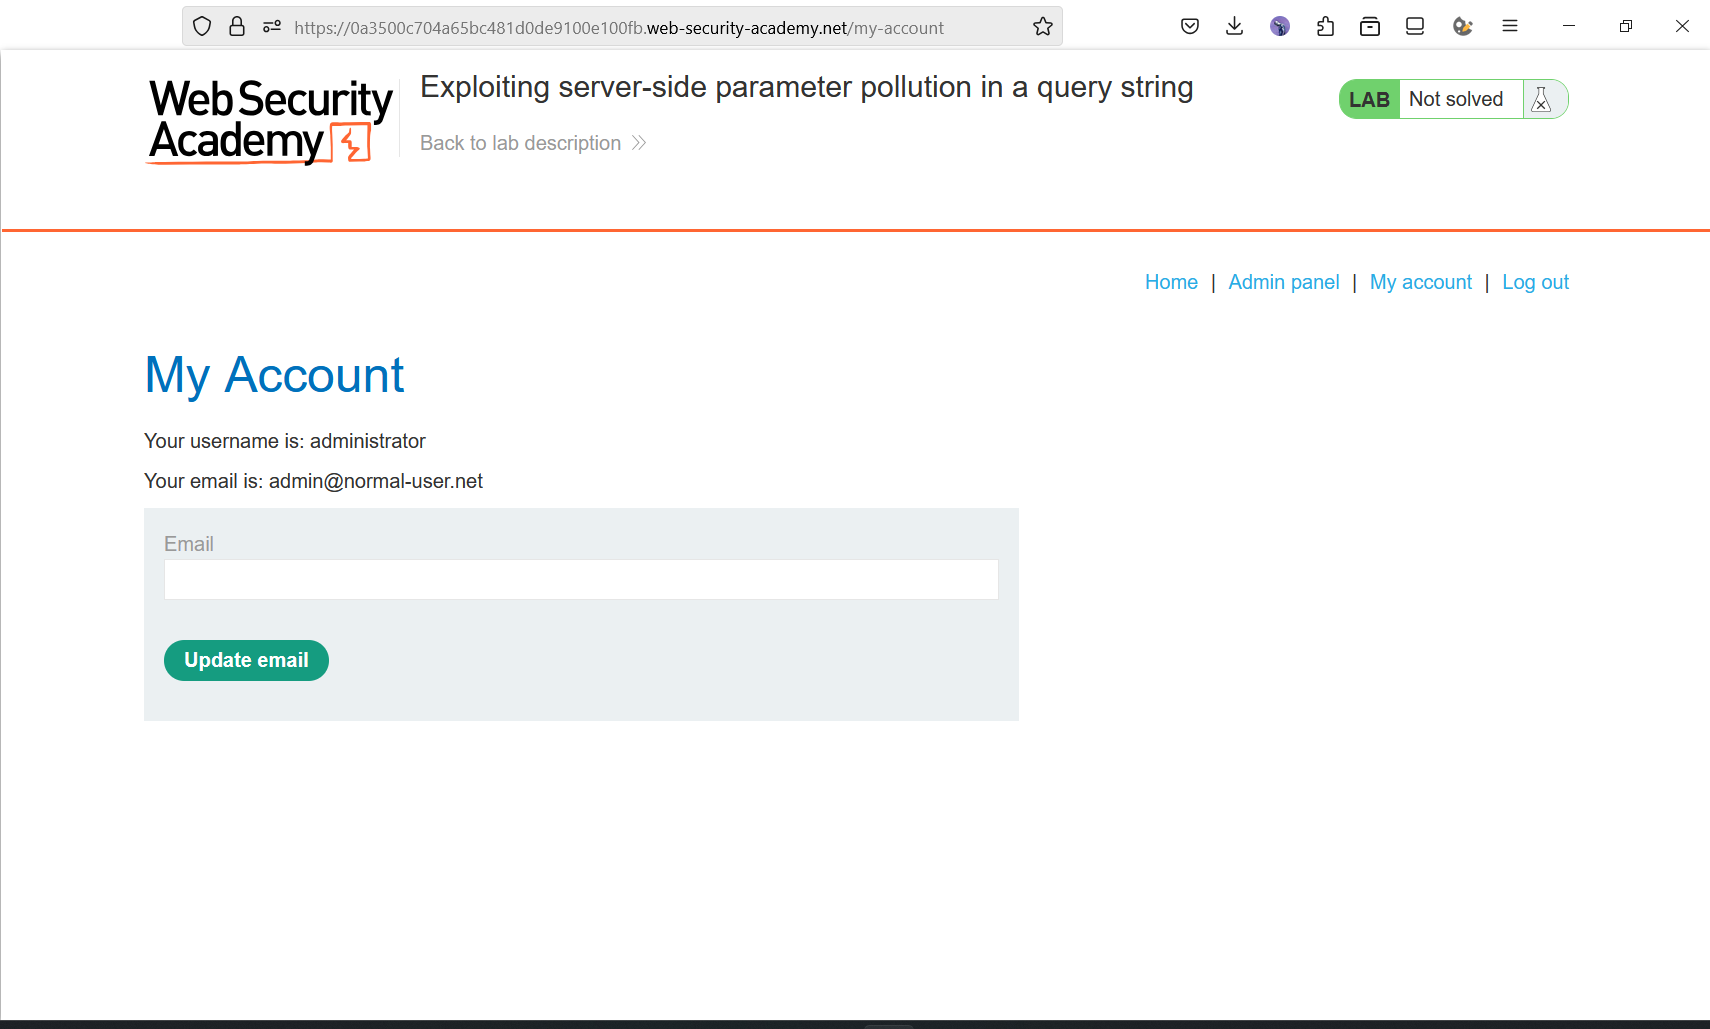 https://0a3500c704a65bc481d0de9100e100fb.web-security-academy.net/my-account
Web Security
Academy
Exploiting server-side parameter pollution in a query string
Back to lab description
LAB Not solved
Home | Admin panel | My account | Log out
My Account
Your username is: administrator
Your email is: admin@normal-user.net
Email
Update email